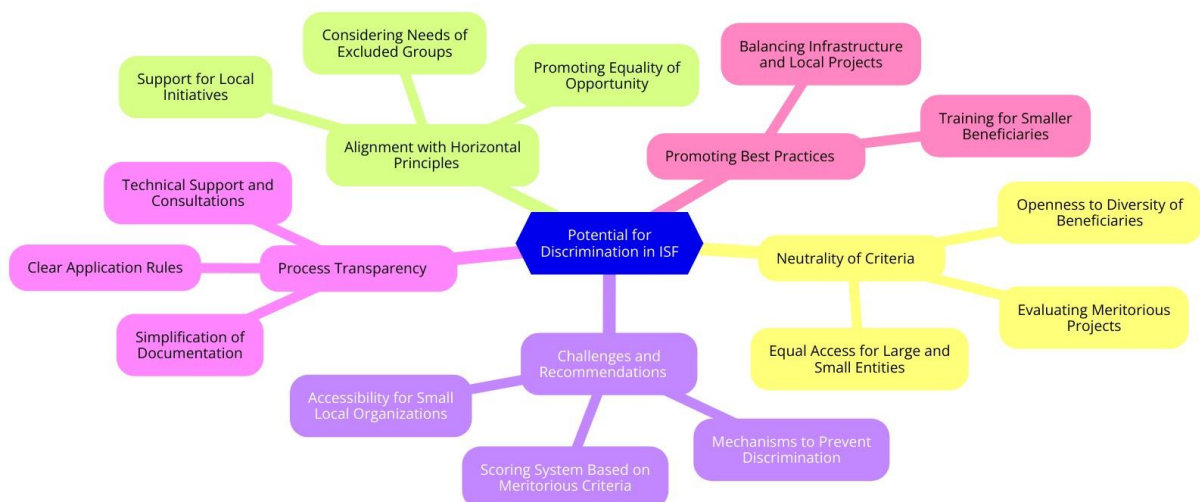 Considering Needs of
Excluded Groups
Support for Local
Initiatives
Promoting Equality of
Opportunity
Alignment with Horizontal
Principles
Balancing Infrastructure
and Local Projects
Training for Smaller
Beneficiaries
Promoting Best Practices
Technical Support and
Consultations
Clear Application Rules
Process Transparency
Simplification of
Documentation
Potential for
Discrimination in ISF
Openness to Diversity of
Beneficiaries
Neutrality of Criteria
Evaluating Meritorious
Projects
Equal Access for Large and
Small Entities
Challenges and
Recommendations
Accessibility for Small
Local Organizations
Scoring System Based on
Meritorious Criteria
Mechanisms to Prevent
Discrimination